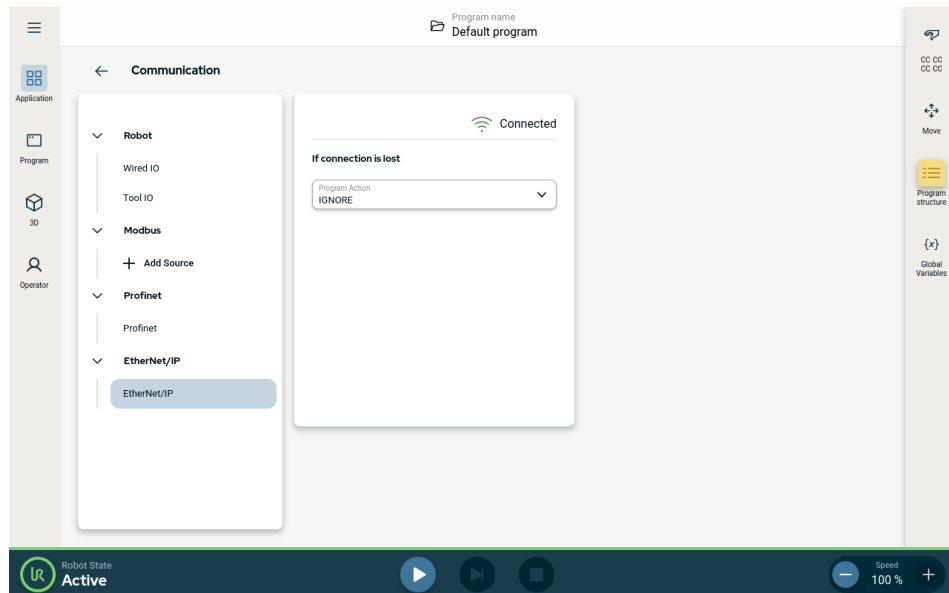 Program name
Default program
Application
Program
3D
Operator
Communication
Robot
Wired IO
Tool IO
Modbus
Add Source
Profinet
Profinet
EtherNet/IP
EtherNet/IP
Connected
If connection is lost
Program Action
IGNORE
CC CC
CC CC
Move
Program
structure
{x}
Global
Variables
Robot State
Active
Speed
100 %